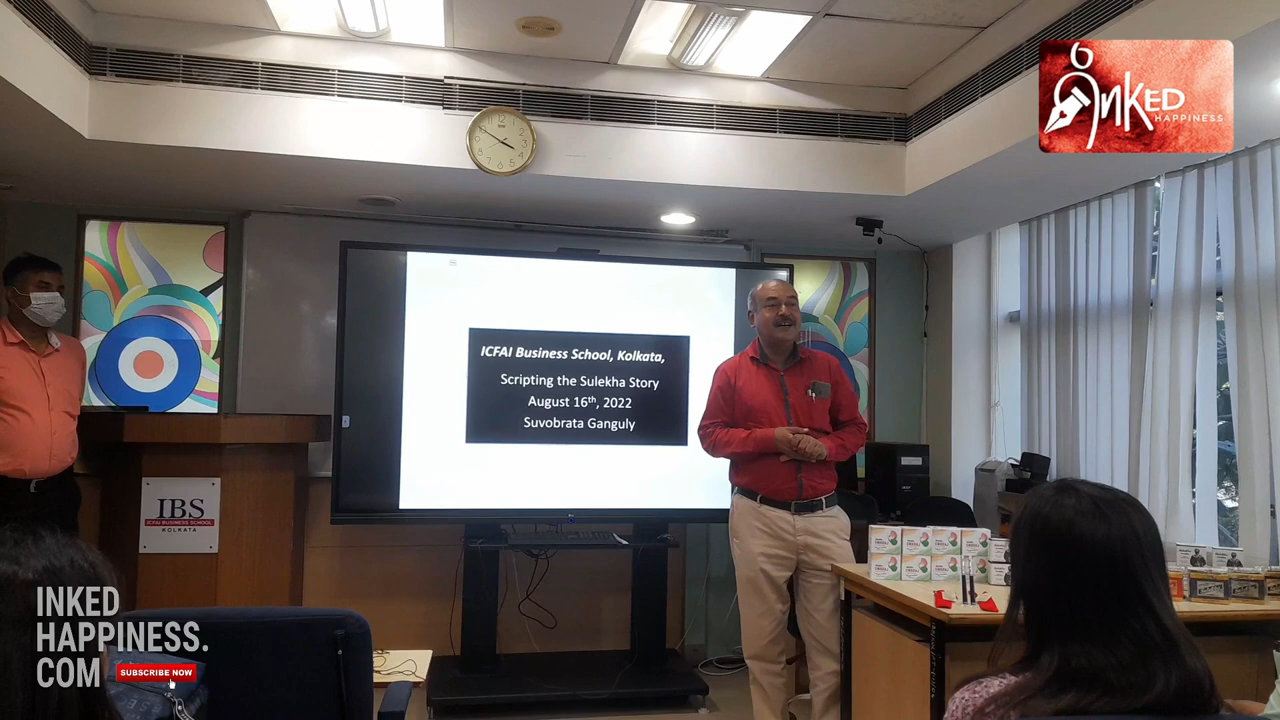 inKED
HAPPINESS
ICFAI Business School, Kolkata,
Scripting the Sulekha Story
August 16th, 2022
Suvobrata Ganguly
IBS
ICFAI BUSINESS SCHOOL
KOLKATA
INKED
HAPPINESS.
COM
SUBSCRIBE NOW